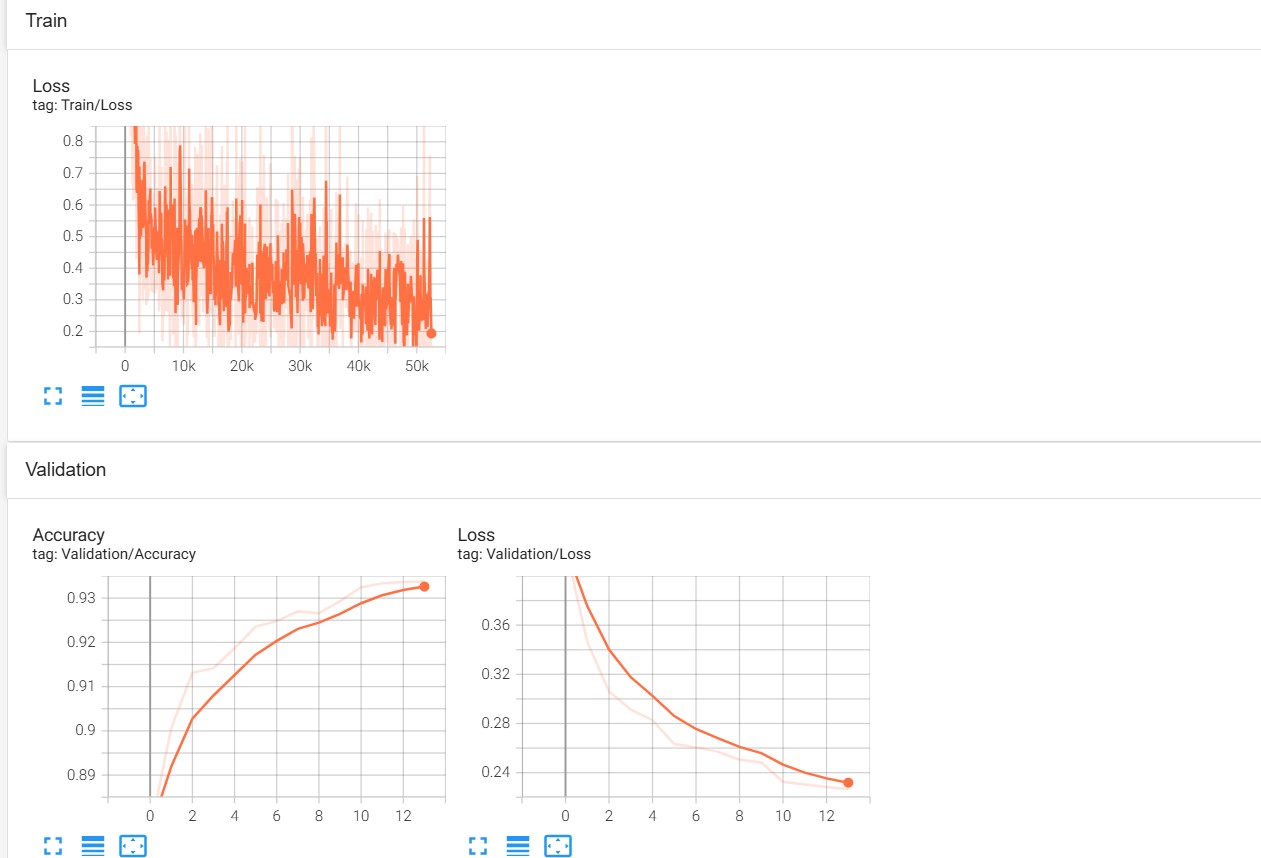 Train
Loss
tag: Train/Loss
0.8
0.7
0.6
0.5
0.4
0.3
0.2
0 10k 20k 30k 40k 50k
Validation
Accuracy
tag: Validation/Accuracy
0.93
0.92
0.91
0.9
0.89
0 2 4 6 8 10 12
Loss
tag: Validation/Loss
0.36
0.32
0.28
0.24
0 2 4 6 8 10 12